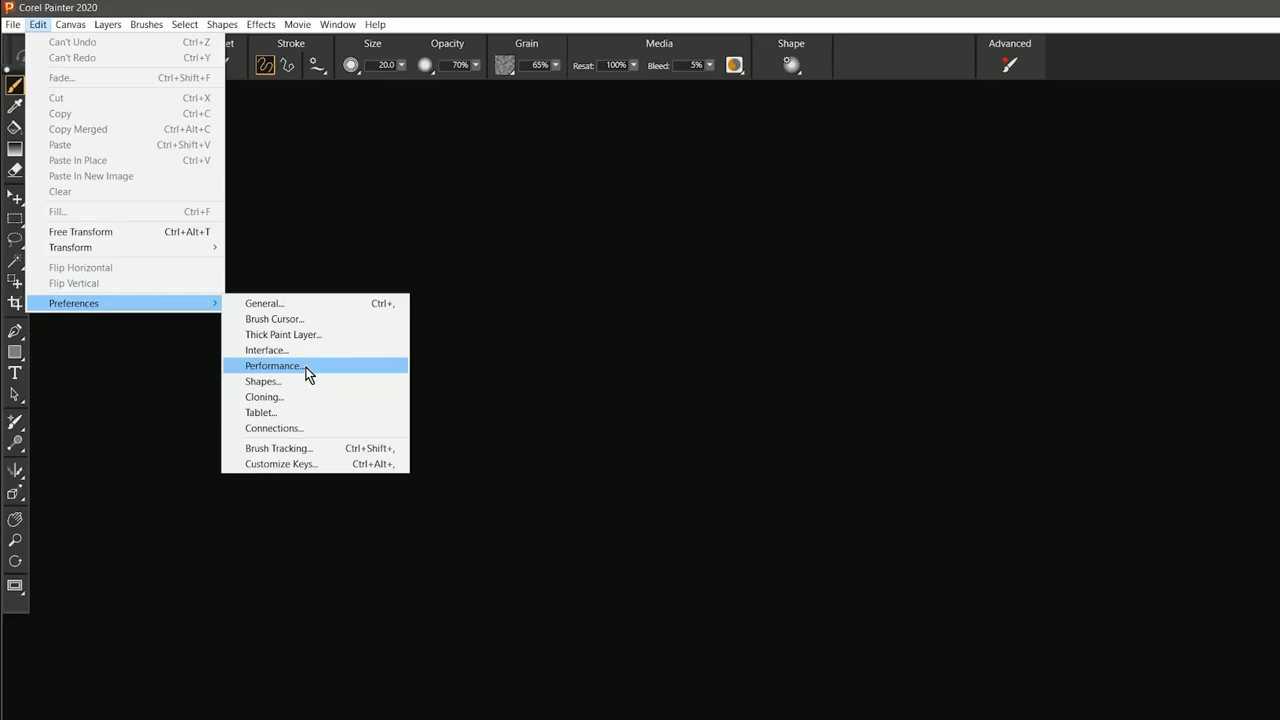 Corel Painter 2020
File Edit Canvas Layers Brushes Select Shapes Effects Movie Window Help
Stroke Size Opacity Grain Media Shape Advanced
20.0 70% 65% Resat: 100% Bleed: 5%
Can't Undo Ctrl+Z
Can't Redo Ctrl+Y
Fade... Ctrl+Shift+F
Cut Ctrl+X
Copy Ctrl+C
Copy Merged Ctrl+Alt+C
Paste Ctrl+Shift+V
Paste In Place Ctrl+V
Paste In New Image
Clear
Fill... Ctrl+F
Free Transform Ctrl+Alt+T
Transform
Flip Horizontal
Flip Vertical
Preferences
General... Ctrl+,
Brush Cursor...
Thick Paint Layer...
Interface...
Performance...
Shapes...
Cloning...
Tablet...
Connections...
Brush Tracking... Ctrl+Shift+,
Customize Keys... Ctrl+Alt+,